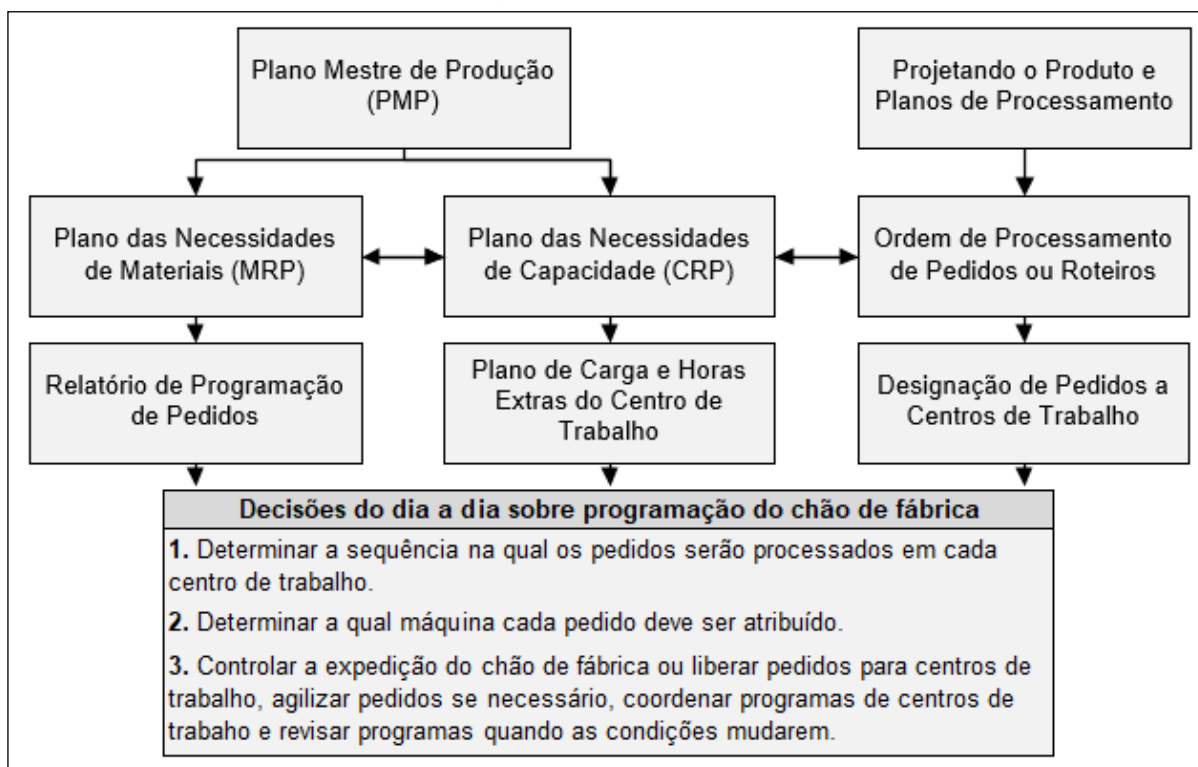 Plano Mestre de Produção
(PMP)
Projetando o Produto e
Planos de Processamento
Plano das Necessidades
de Materiais (MRP)
Plano das Necessidades
de Capacidade (CRP)
Ordem de Processamento
de Pedidos ou Roteiros
Relatório de Programação
de Pedidos
Plano de Carga e Horas
Extras do Centro de
Trabalho
Designação de Pedidos a
Centros de Trabalho
Decisões do dia a dia sobre programação do chão de fábrica
1. Determinar a sequência na qual os pedidos serão processados em cada
centro de trabalho.
2. Determinar a qual máquina cada pedido deve ser atribuído.
3. Controlar a expedição do chão de fábrica ou liberar pedidos para centros de
trabalho, agilizar pedidos se necessário, coordenar programas de centros de
trabaho e revisar programas quando as condições mudarem.